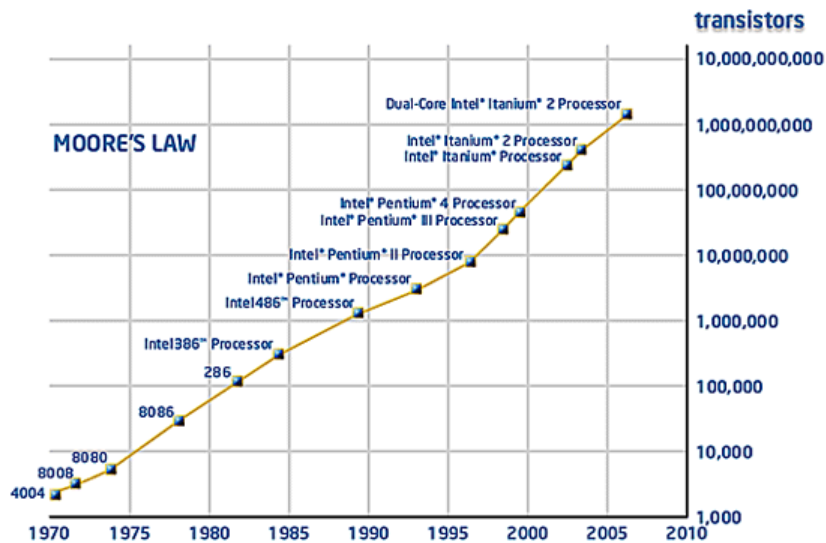 transistors
10,000,000,000
Dual-Core Intel® Itanium® 2 Processor
1,000,000,000
MOORE'S LAW
Intel® Itanium® 2 Processor
Intel® Itanium® Processor
100,000,000
Intel® Pentium® 4 Processor
Intel® Pentium® III Processor
Intel® Pentium® II Processor
10,000,000
Intel® Pentium® Processor
Intel486™ Processor
1,000,000
Intel386™ Processor
286
100,000
8086
8080
10,000
8008
4004
1,000
1970 1975 1980 1985 1990 1995 2000 2005 2010